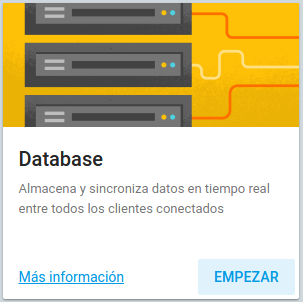 Database
Almacena y sincroniza datos en tiempo real
entre todos los clientes conectados
Más información
EMPEZAR